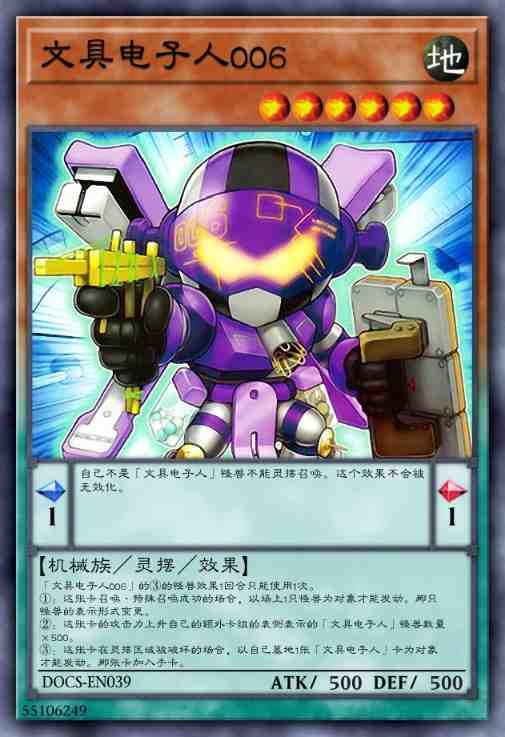 文具电子人006
地
006
自己不是「文具电子人」怪兽不能灵摆召唤。这个效果不会被
无效化。
1
1
【机械族／灵摆／效果】
「文具电子人006」的③的怪兽效果1回合只能使用1次。
①：这张卡召唤·特殊召唤成功的场合，以场上1只怪兽为对象才能发动。那只
怪兽的表示形式变更。
②：这张卡的攻击力上升自己的额外卡组的表侧表示的「文具电子人」怪兽数量
×500。
③：这张卡在灵摆区域被破坏的场合，以自己墓地1张「文具电子人」卡为对象
才能发动。那张卡加入手卡。
DOCS-EN039
ATK/ 500 DEF/ 500
55106249